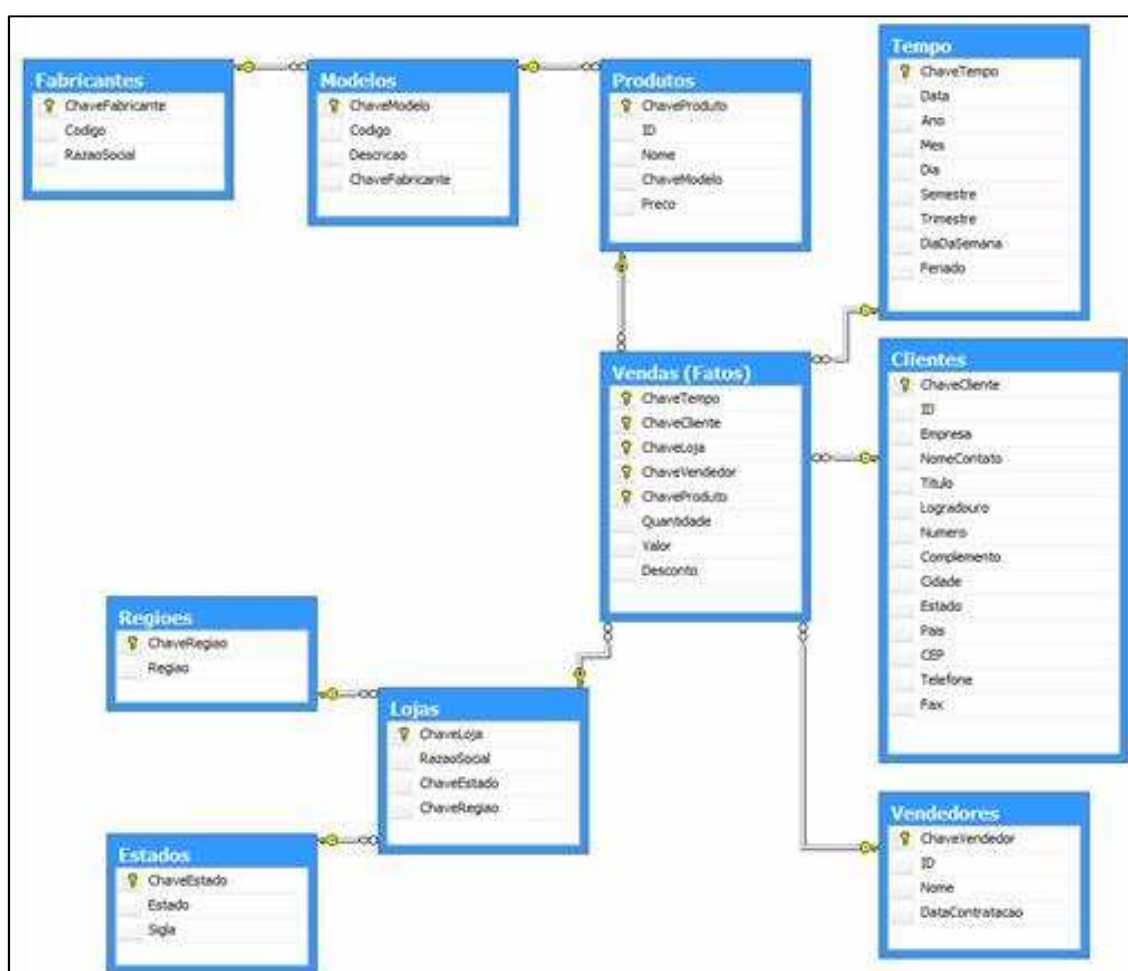 Fabricantes
ChaveFabricante
Codigo
RazaoSocial
Modelos
ChaveModelo
Codigo
Descricao
ChaveFabricante
Produtos
ChaveProduto
ID
Nome
ChaveModelo
Preco
Tempo
ChaveTempo
Data
Ano
Mes
Dia
Semestre
Trimestre
DiaDaSemana
Feriado
Vendas (Fatos)
ChaveTempo
ChaveCliente
ChaveLoja
ChaveVendedor
ChaveProduto
Quantidade
Valor
Desconto
Clientes
ChaveCliente
ID
Empresa
NomeContato
Titulo
Logradouro
Numero
Complemento
Cidade
Estado
Pais
CEP
Telefone
Fax
Regioes
ChaveRegiao
Regiao
Lojas
ChaveLoja
RazaoSocial
ChaveEstado
ChaveRegiao
Estados
ChaveEstado
Estado
Sigla
Vendedores
ChaveVendedor
ID
Nome
DataContratacao